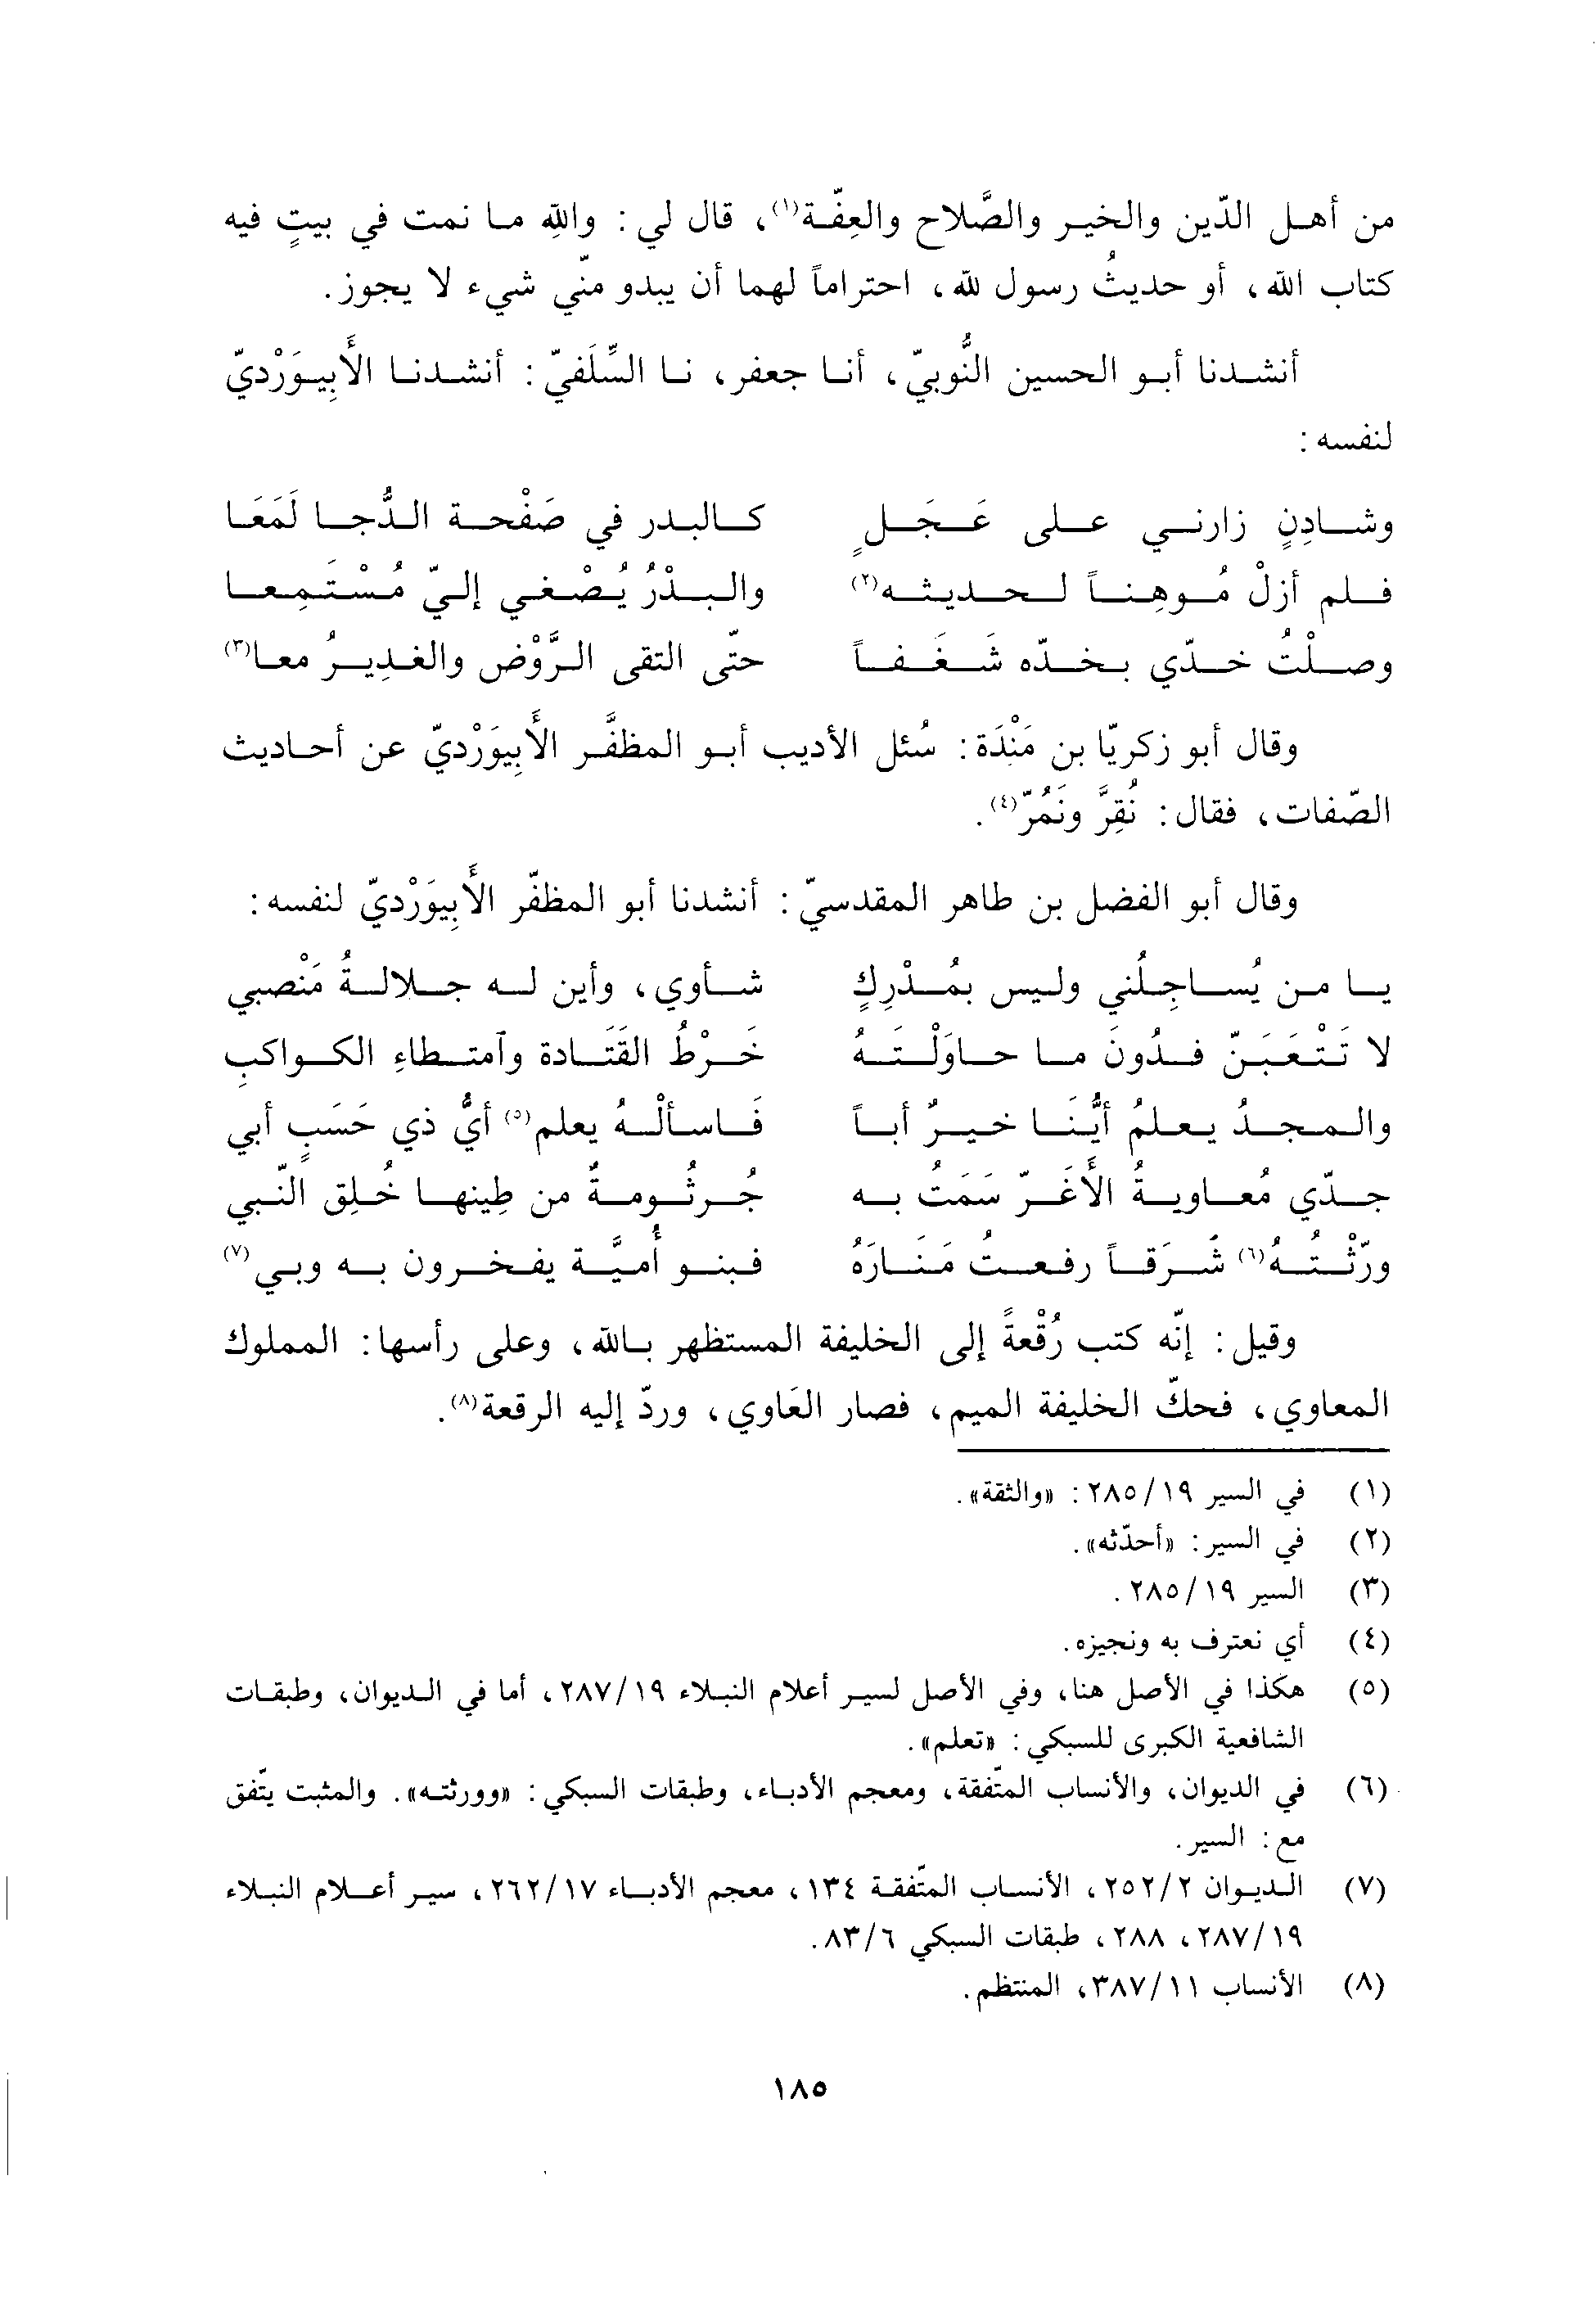 من أهل الدّين والخير والصَّلاح والعِفّة(١)، قال لي: واللهِ ما نمت في بيتٍ فيه
كتاب الله، أو حديثُ رسول لله، احتراماً لهما أن يبدو منّي شيء لا يجوز.
أنشدنا أبو الحسين النُّوبيّ، أنا جعفر، نا السِّلَفيّ: أنشدنا الأَبِيوَرْديّ
لنفسه:
وشادِنٍ زارني على عَجَلٍ كالبدر في صَفْحة الدُّجا لَمَعَا
فلم أزلْ مُوهِناً لحديثه(٢) والبدْرُ يُصْغي إليّ مُسْتَمِعا
وصلْتُ خدّي بخدّه شَغَفاً حتّى التقى الرَّوْض والغديرُ معا(٣)
وقال أبو زكريّا بن مَنْدَة: سُئل الأديب أبو المظفَّر الأَبِيوَرْديّ عن أحاديث
الصّفات، فقال: نُقِرَّ ونَمُرّ(٤).
وقال أبو الفضل بن طاهر المقدسيّ: أنشدنا أبو المظفّر الأَبِيوَرْديّ لنفسه:
يا من يُساجِلُني وليس بمُدْرِكٍ شأوي، وأين له جلالةُ مَنْصبي
لا تَتْعَبَنّ فدُونَ ما حاوَلْتَهُ خَرْطُ القَتَادة وآمتطاءِ الكواكبِ
والمجدُ يعلمُ أيُّنَا خيرٌ أباً فَاسألْهُ يعلم(٥) أيُّ ذي حَسَبٍ أبي
جدّي مُعاويةُ الأَغَرّ سَمَتُ به جُرثُومةٌ من طِينها خُلِق النّبي
ورّثْتُهُ(٦) شَرَفاً رفعتُ مَنَارَهُ فبنو أُميَّة يفخرون به وبي(٧)
وقيل: إنّه كتب رُقْعةً إلى الخليفة المستظهر بالله، وعلى رأسها: المملوك
المعاوي، فحكّ الخليفة الميم، فصار العَاوي، وردّ إليه الرقعة(٨).
(١) في السير ٢٨٥/١٩: «والثقة».
(٢) في السير: «أحدّثه».
(٣) السير ٢٨٥/١٩.
(٤) أي نعترف به ونجيزه.
(٥) هكذا في الأصل هنا، وفي الأصل لسير أعلام النبلاء ٢٨٧/١٩، أما في الديوان، وطبقات
الشافعية الكبرى للسبكي: «تعلم».
(٦) في الديوان، والأنساب المتّفقة، ومعجم الأدباء، وطبقات السبكي: «وورثته». والمثبت يتّفق
مع: السير.
(٧) الديوان ٢٥٢/٢، الأنساب المتّفقة ١٣٤، معجم الأدباء ٢٦٢/١٧، سير أعلام النبلاء
٢٨٧/١٩، ٢٨٨، طبقات السبكي ٨٣/٦.
(٨) الأنساب ٣٨٧/١١، المنتظم.
١٨٥